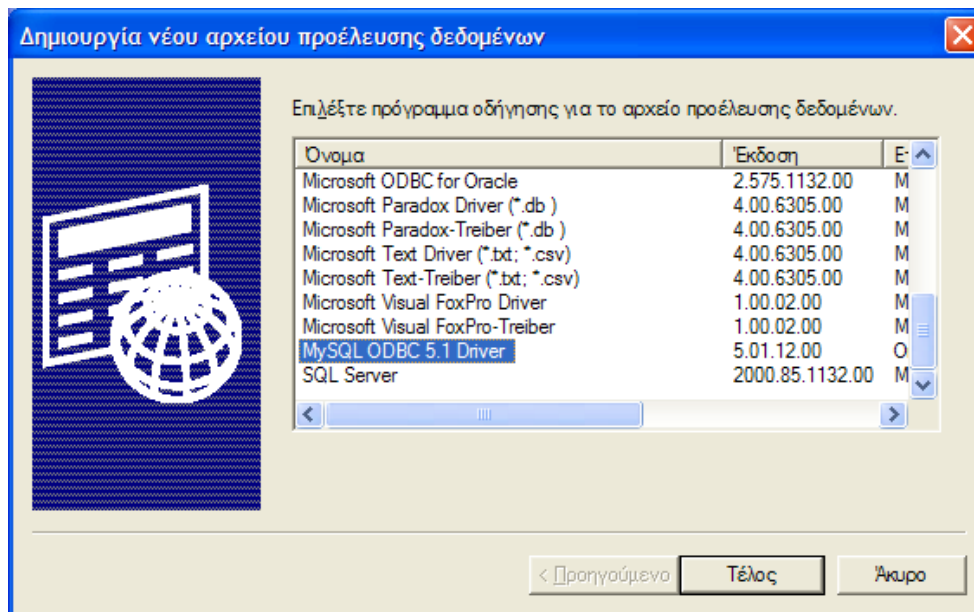 Δημιουργία νέου αρχείου προέλευσης δεδομένων
Επιλέξτε πρόγραμμα οδήγησης για το αρχείο προέλευσης δεδομένων.
Όνομα Έκδοση
Microsoft ODBC for Oracle 2.575.1132.00 M
Microsoft Paradox Driver (*.db ) 4.00.6305.00 M
Microsoft Paradox-Treiber (*.db ) 4.00.6305.00 M
Microsoft Text Driver (*.txt; *.csv) 4.00.6305.00 M
Microsoft Text-Treiber (*.txt; *.csv) 4.00.6305.00 M
Microsoft Visual FoxPro Driver 1.00.02.00 M
Microsoft Visual FoxPro-Treiber 1.00.02.00 M
MySQL ODBC 5.1 Driver 5.01.12.00 O
SQL Server 2000.85.1132.00 M
< Προηγούμενο Τέλος Άκυρο